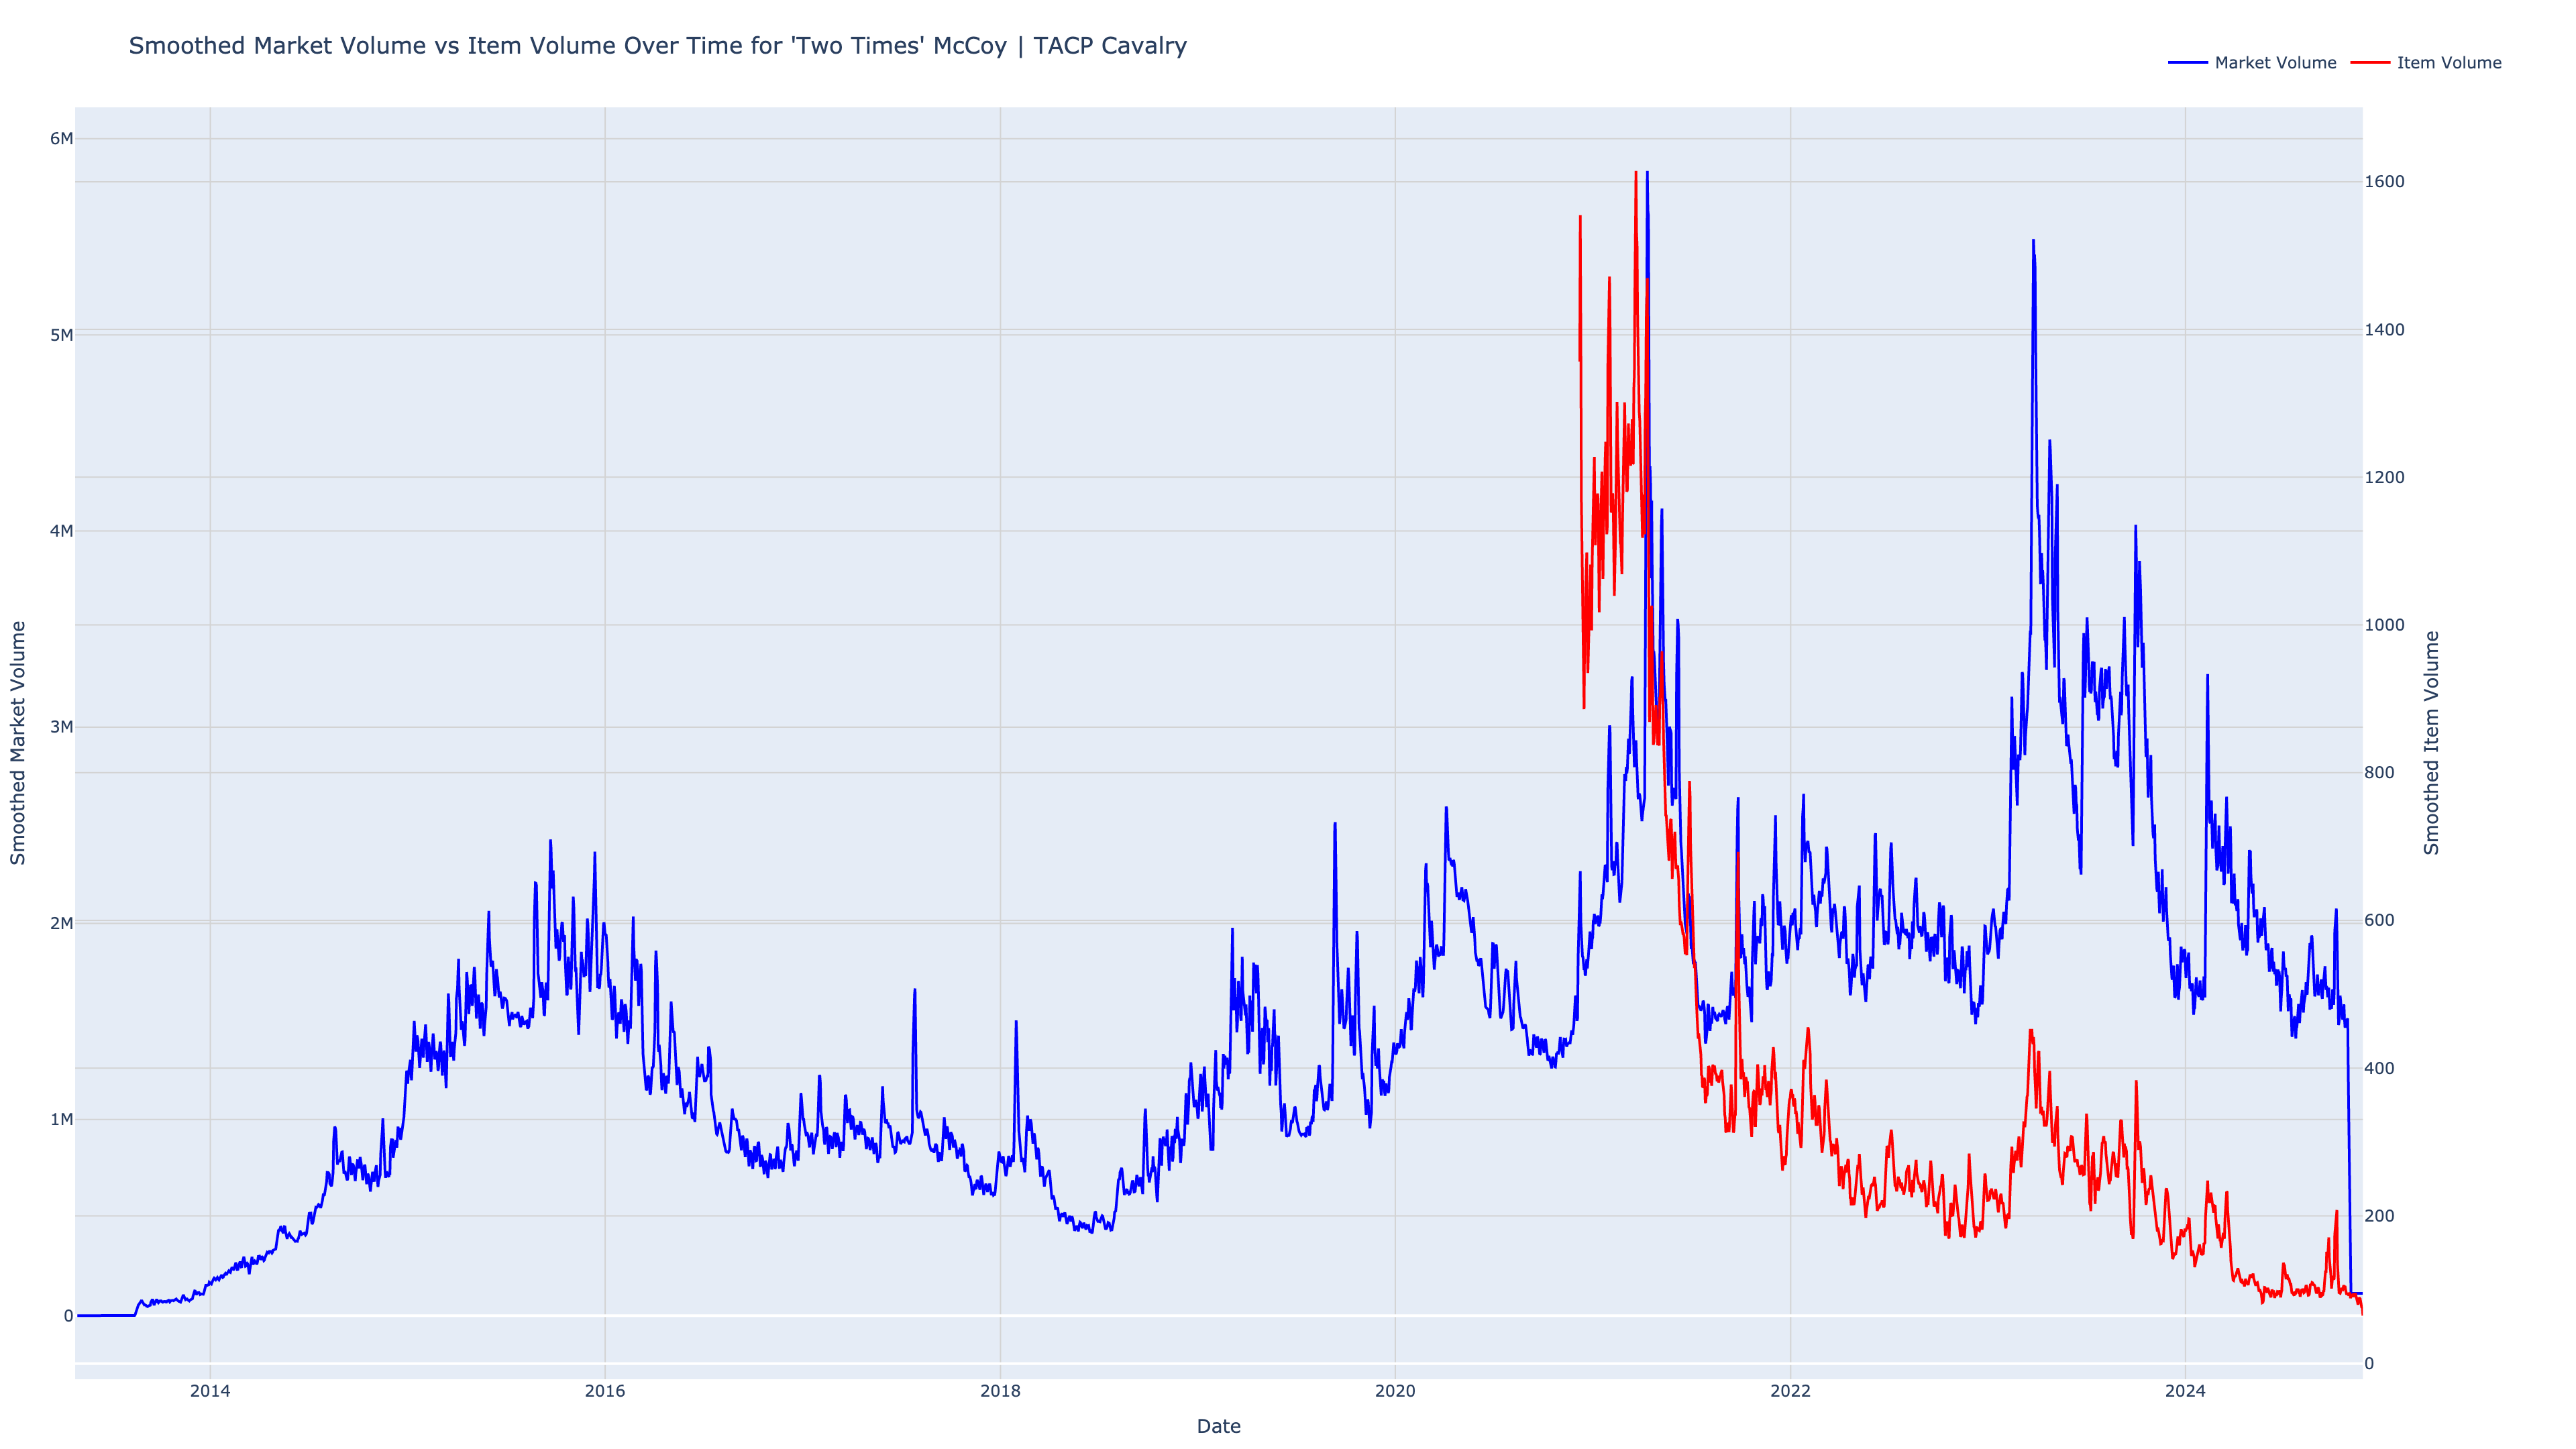 Smoothed Market Volume vs Item Volume Over Time for 'Two Times' McCoy | TACP Cavalry
Market Volume
Item Volume
6M
5M
4M
3M
2M
1M
0
Smoothed Market Volume
1600
1400
1200
1000
800
600
400
200
0
Smoothed Item Volume
2014
2016
2018
2020
2022
2024
Date